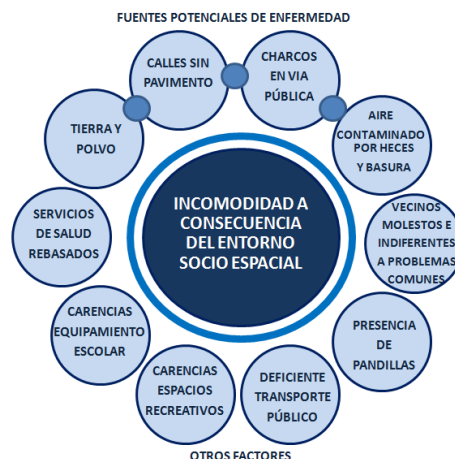 FUENTES POTENCIALES DE ENFERMEDAD
CALLES SIN
PAVIMENTO
CHARCOS
EN VIA
PÚBLICA
TIERRA Y
POLVO
AIRE
CONTAMINADO
POR HECES
Y BASURA
INCOMODIDAD A
CONSECUENCIA
DEL ENTORNO
SOCIO ESPACIAL
SERVICIOS
DE SALUD
REBASADOS
VECINOS
MOLESTOS E
INDIFERENTES
A PROBLEMAS
COMUNES
CARENCIAS
EQUIPAMIENTO
ESCOLAR
PRESENCIA
DE
PANDILLAS
CARENCIAS
ESPACIOS
RECREATIVOS
DEFICIENTE
TRANSPORTE
PÚBLICO
OTROS FACTORES